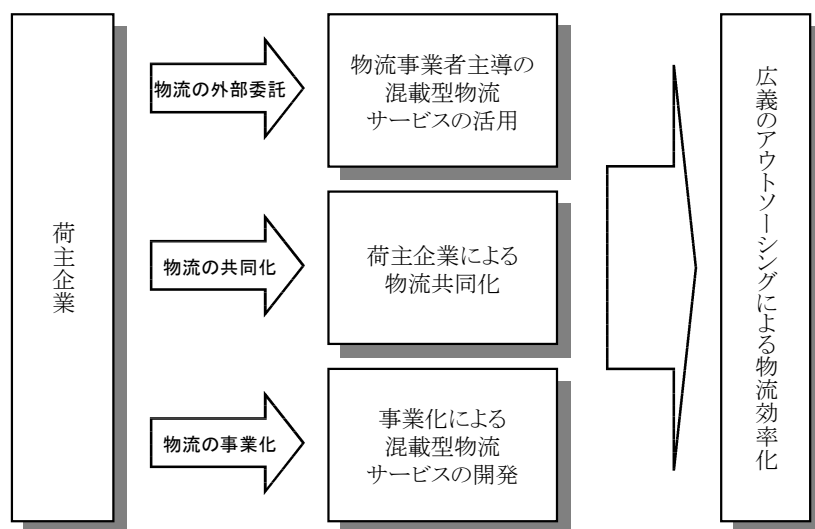 荷主企業
物流の外部委託
物流事業者主導の
混載型物流
サービスの活用
物流の共同化
荷主企業による
物流共同化
物流の事業化
事業化による
混載型物流
サービスの開発
広義のアウトソーシングによる物流効率化